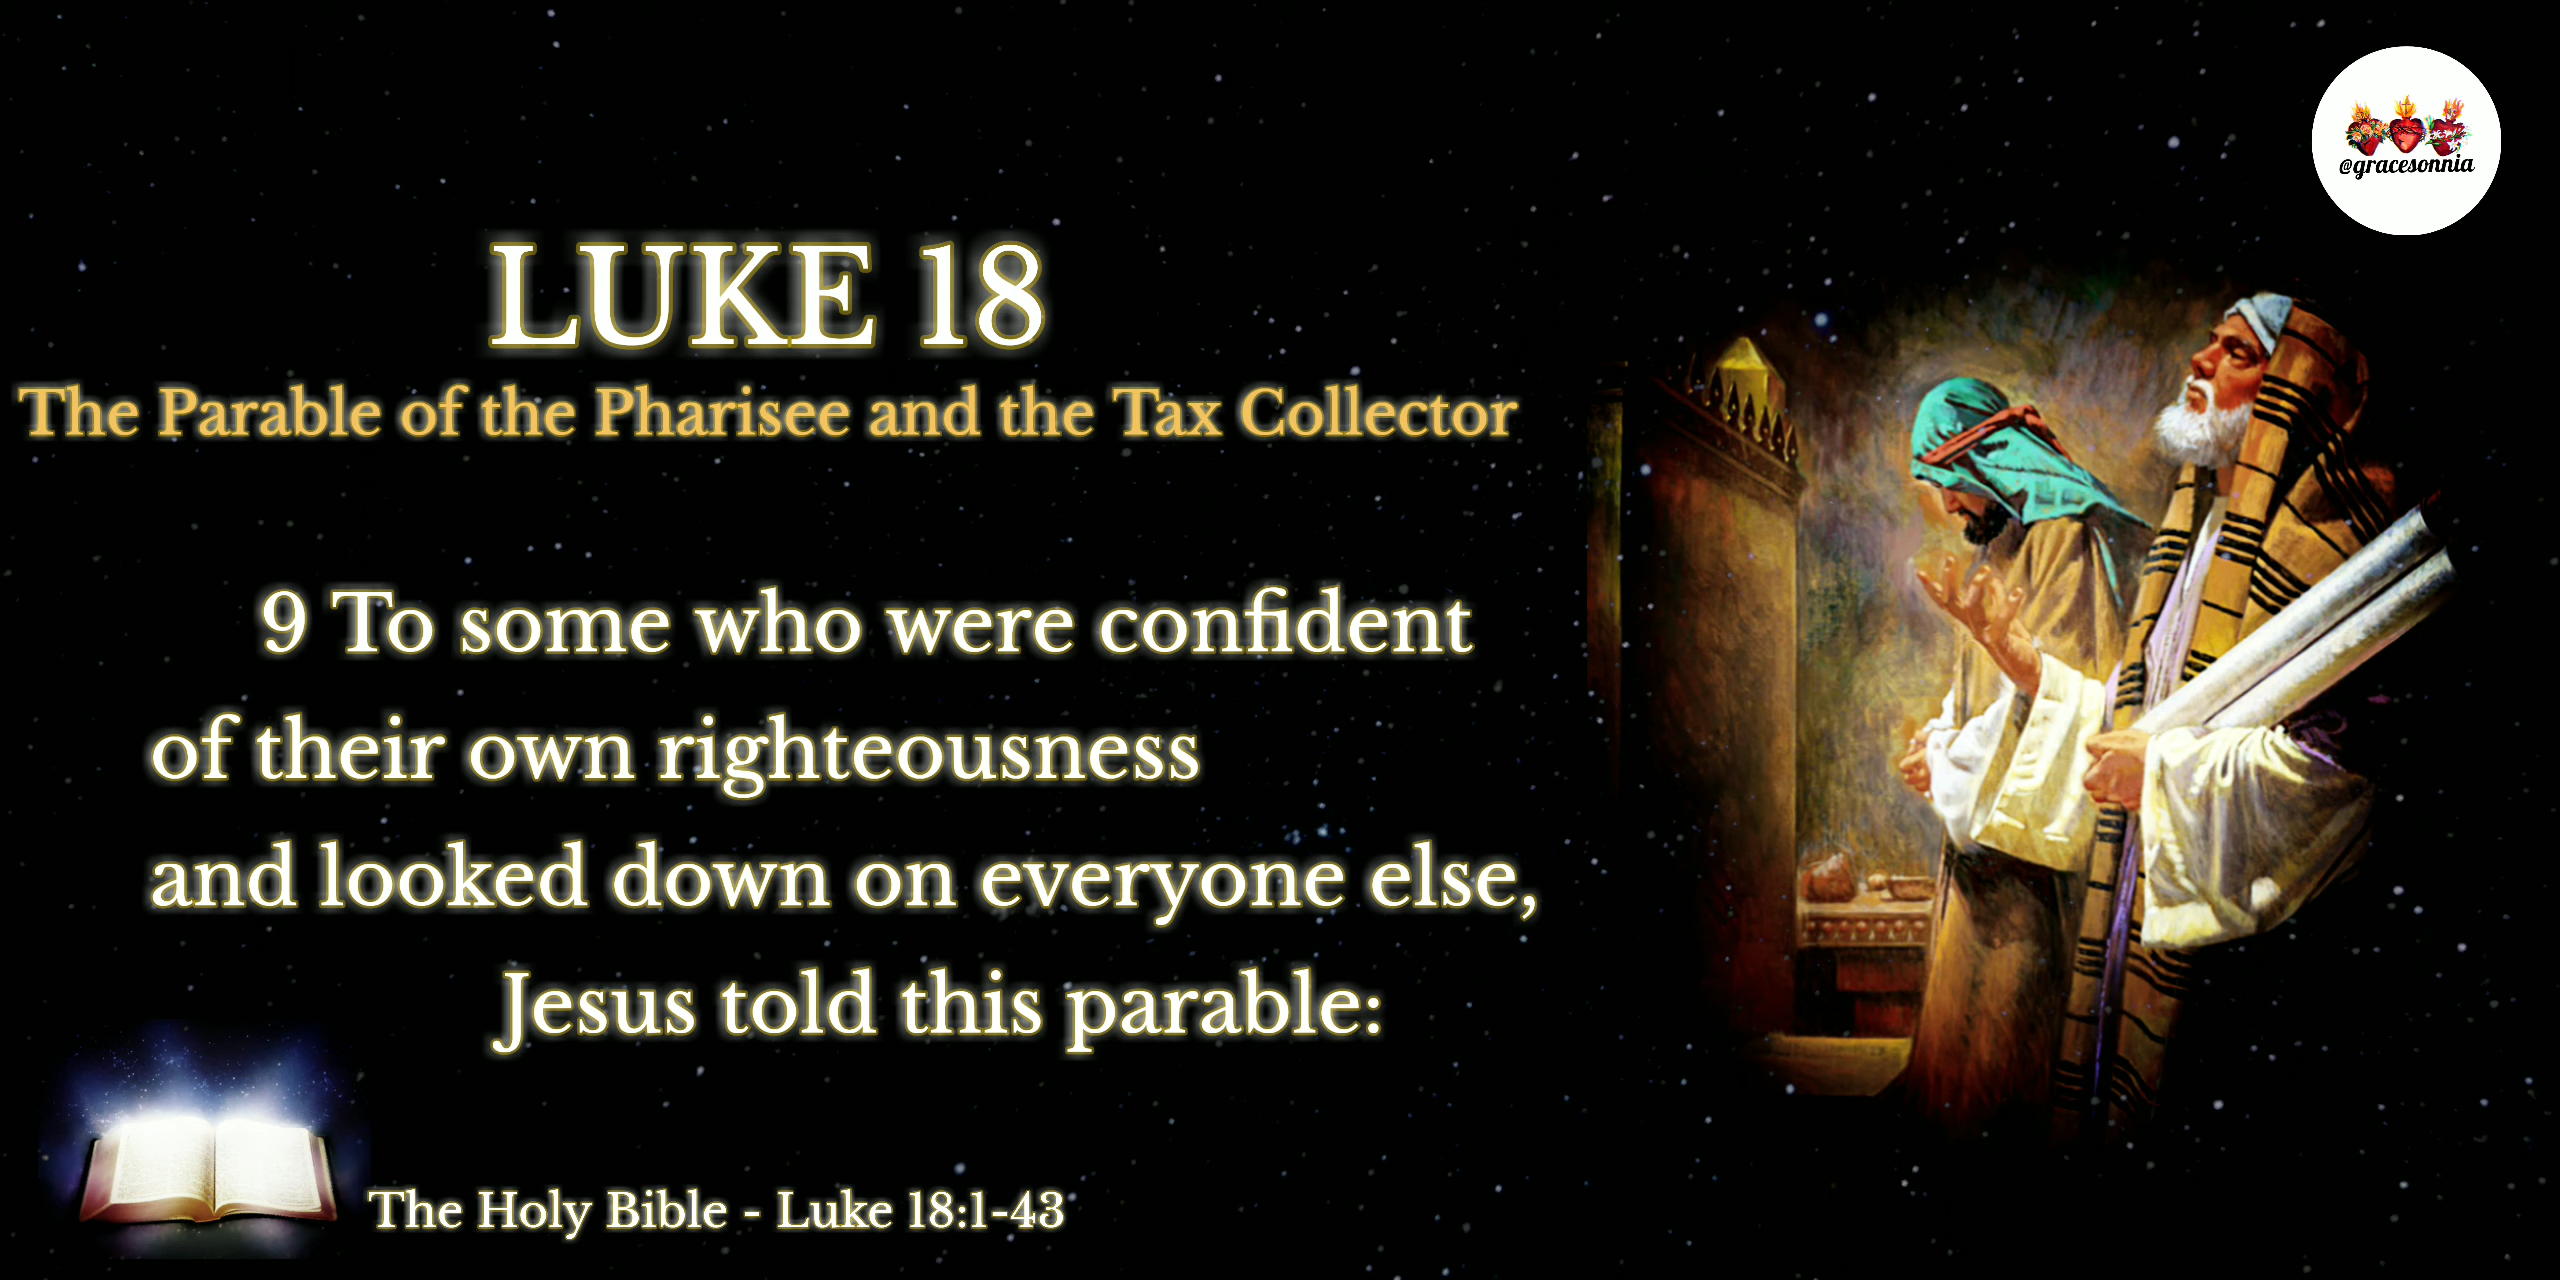 @gracesonnia
LUKE 18
The Parable of the Pharisee and the Tax Collector
9 To some who were confident
of their own righteousness
and looked down on everyone else,
Jesus told this parable:
The Holy Bible - Luke 18:1-43